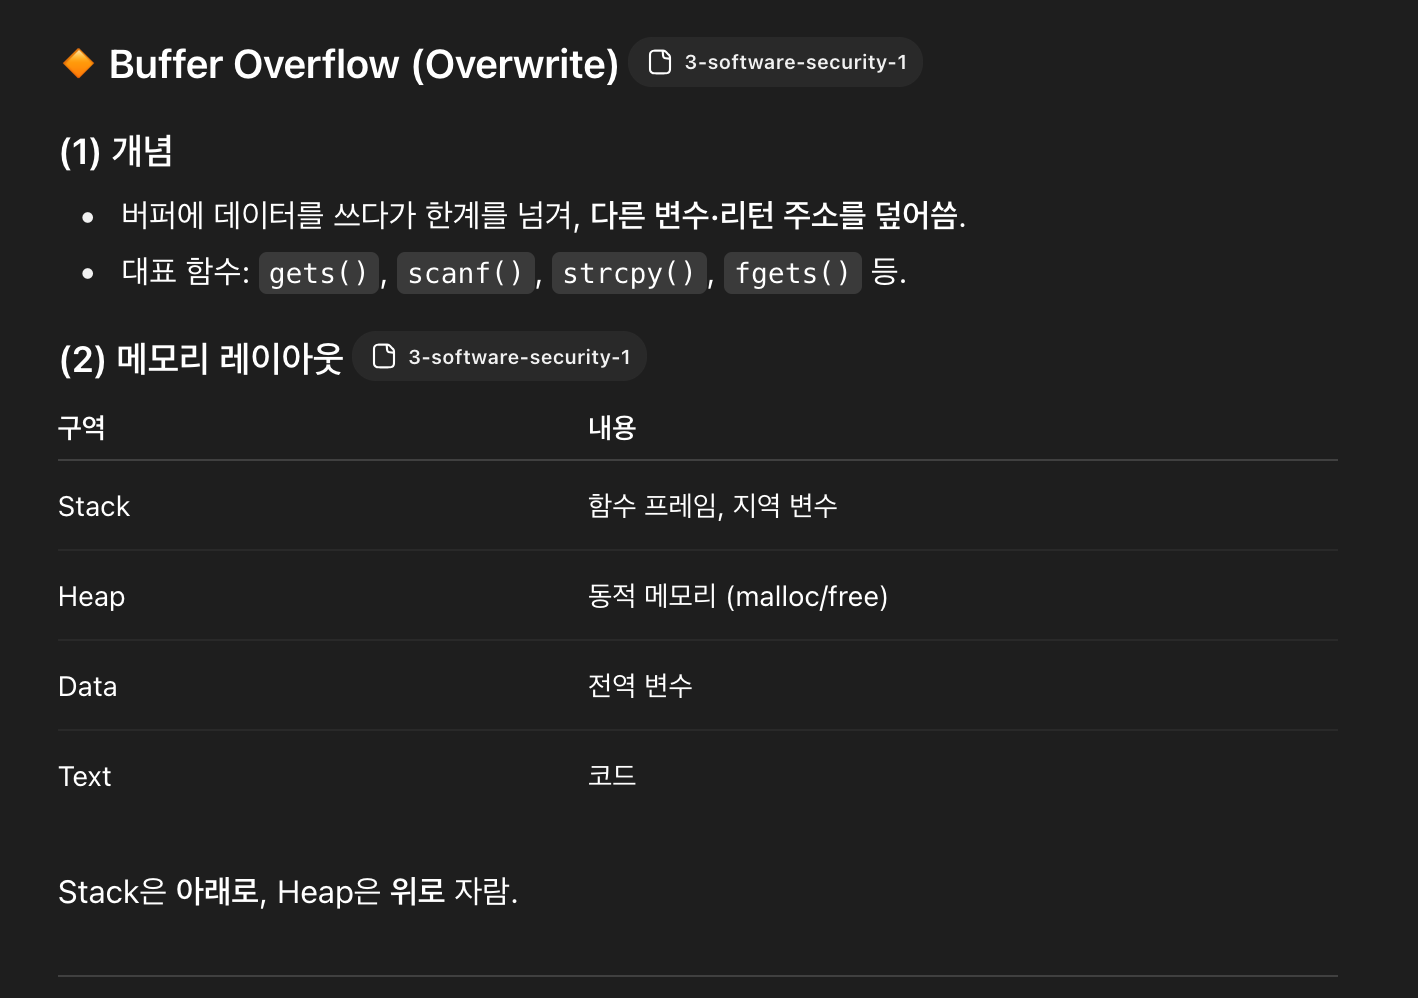 🔶 Buffer Overflow (Overwrite) 3-software-security-1
(1) 개념
• 버퍼에 데이터를 쓰다가 한계를 넘겨, 다른 변수·리턴 주소를 덮어씀.
• 대표 함수: gets(), scanf(), strcpy(), fgets() 등.
(2) 메모리 레이아웃 3-software-security-1
구역 내용
Stack 함수 프레임, 지역 변수
Heap 동적 메모리 (malloc/free)
Data 전역 변수
Text 코드
Stack은 아래로, Heap은 위로 자람.